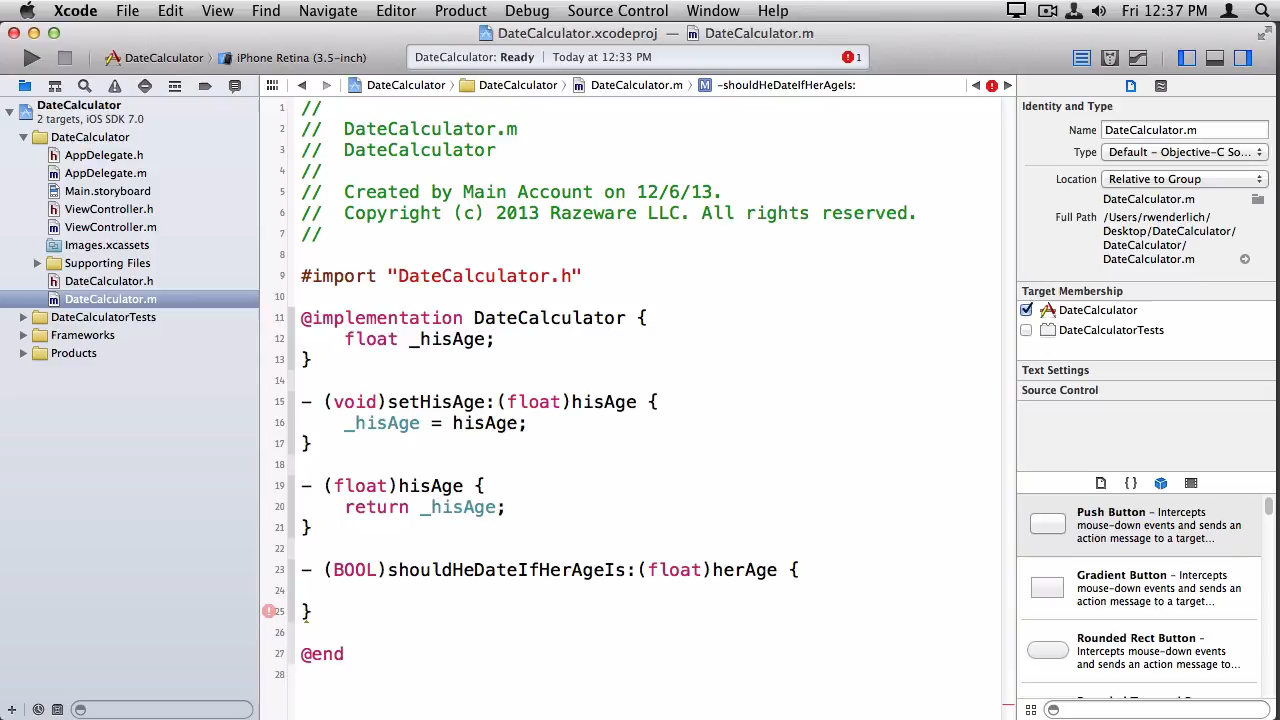 Xcode File Edit View Find Navigate Editor Product Debug Source Control Window Help Fri 12:37 PM
DateCalculator.xcodeproj — DateCalculator.m
DateCalculator iPhone Retina (3.5-inch) DateCalculator: Ready Today at 12:33 PM 1
DateCalculator DateCalculator DateCalculator.m M -shouldHeDateIfHerAgeIs:
DateCalculator
2 targets, iOS SDK 7.0
DateCalculator
h AppDelegate.h
m AppDelegate.m
Main.storyboard
h ViewController.h
m ViewController.m
Images.xcassets
Supporting Files
h DateCalculator.h
m DateCalculator.m
DateCalculatorTests
Frameworks
Products
1 //
2 // DateCalculator.m
3 // DateCalculator
4 //
5 // Created by Main Account on 12/6/13.
6 // Copyright (c) 2013 Razeware LLC. All rights reserved.
7 //
8
9 #import "DateCalculator.h"
10
11 @implementation DateCalculator {
12 float _hisAge;
13 }
14
15 - (void)setHisAge:(float)hisAge {
16 _hisAge = hisAge;
17 }
18
19 - (float)hisAge {
20 return _hisAge;
21 }
22
23 - (BOOL)shouldHeDateIfHerAgeIs:(float)herAge {
24
25 }
26
27 @end
28
Identity and Type
Name DateCalculator.m
Type Default - Objective-C So...
Location Relative to Group
DateCalculator.m
Full Path /Users/rwenderlich/
Desktop/DateCalculator/
DateCalculator/
DateCalculator.m
Target Membership
DateCalculator
DateCalculatorTests
Text Settings
Source Control
{}
Push Button - Intercepts
mouse-down events and sends an
action message to a target...
Gradient Button - Intercepts
mouse-down events and sends an
action message to a target...
Rounded Rect Button -
Intercepts mouse-down events
and sends an action message to...